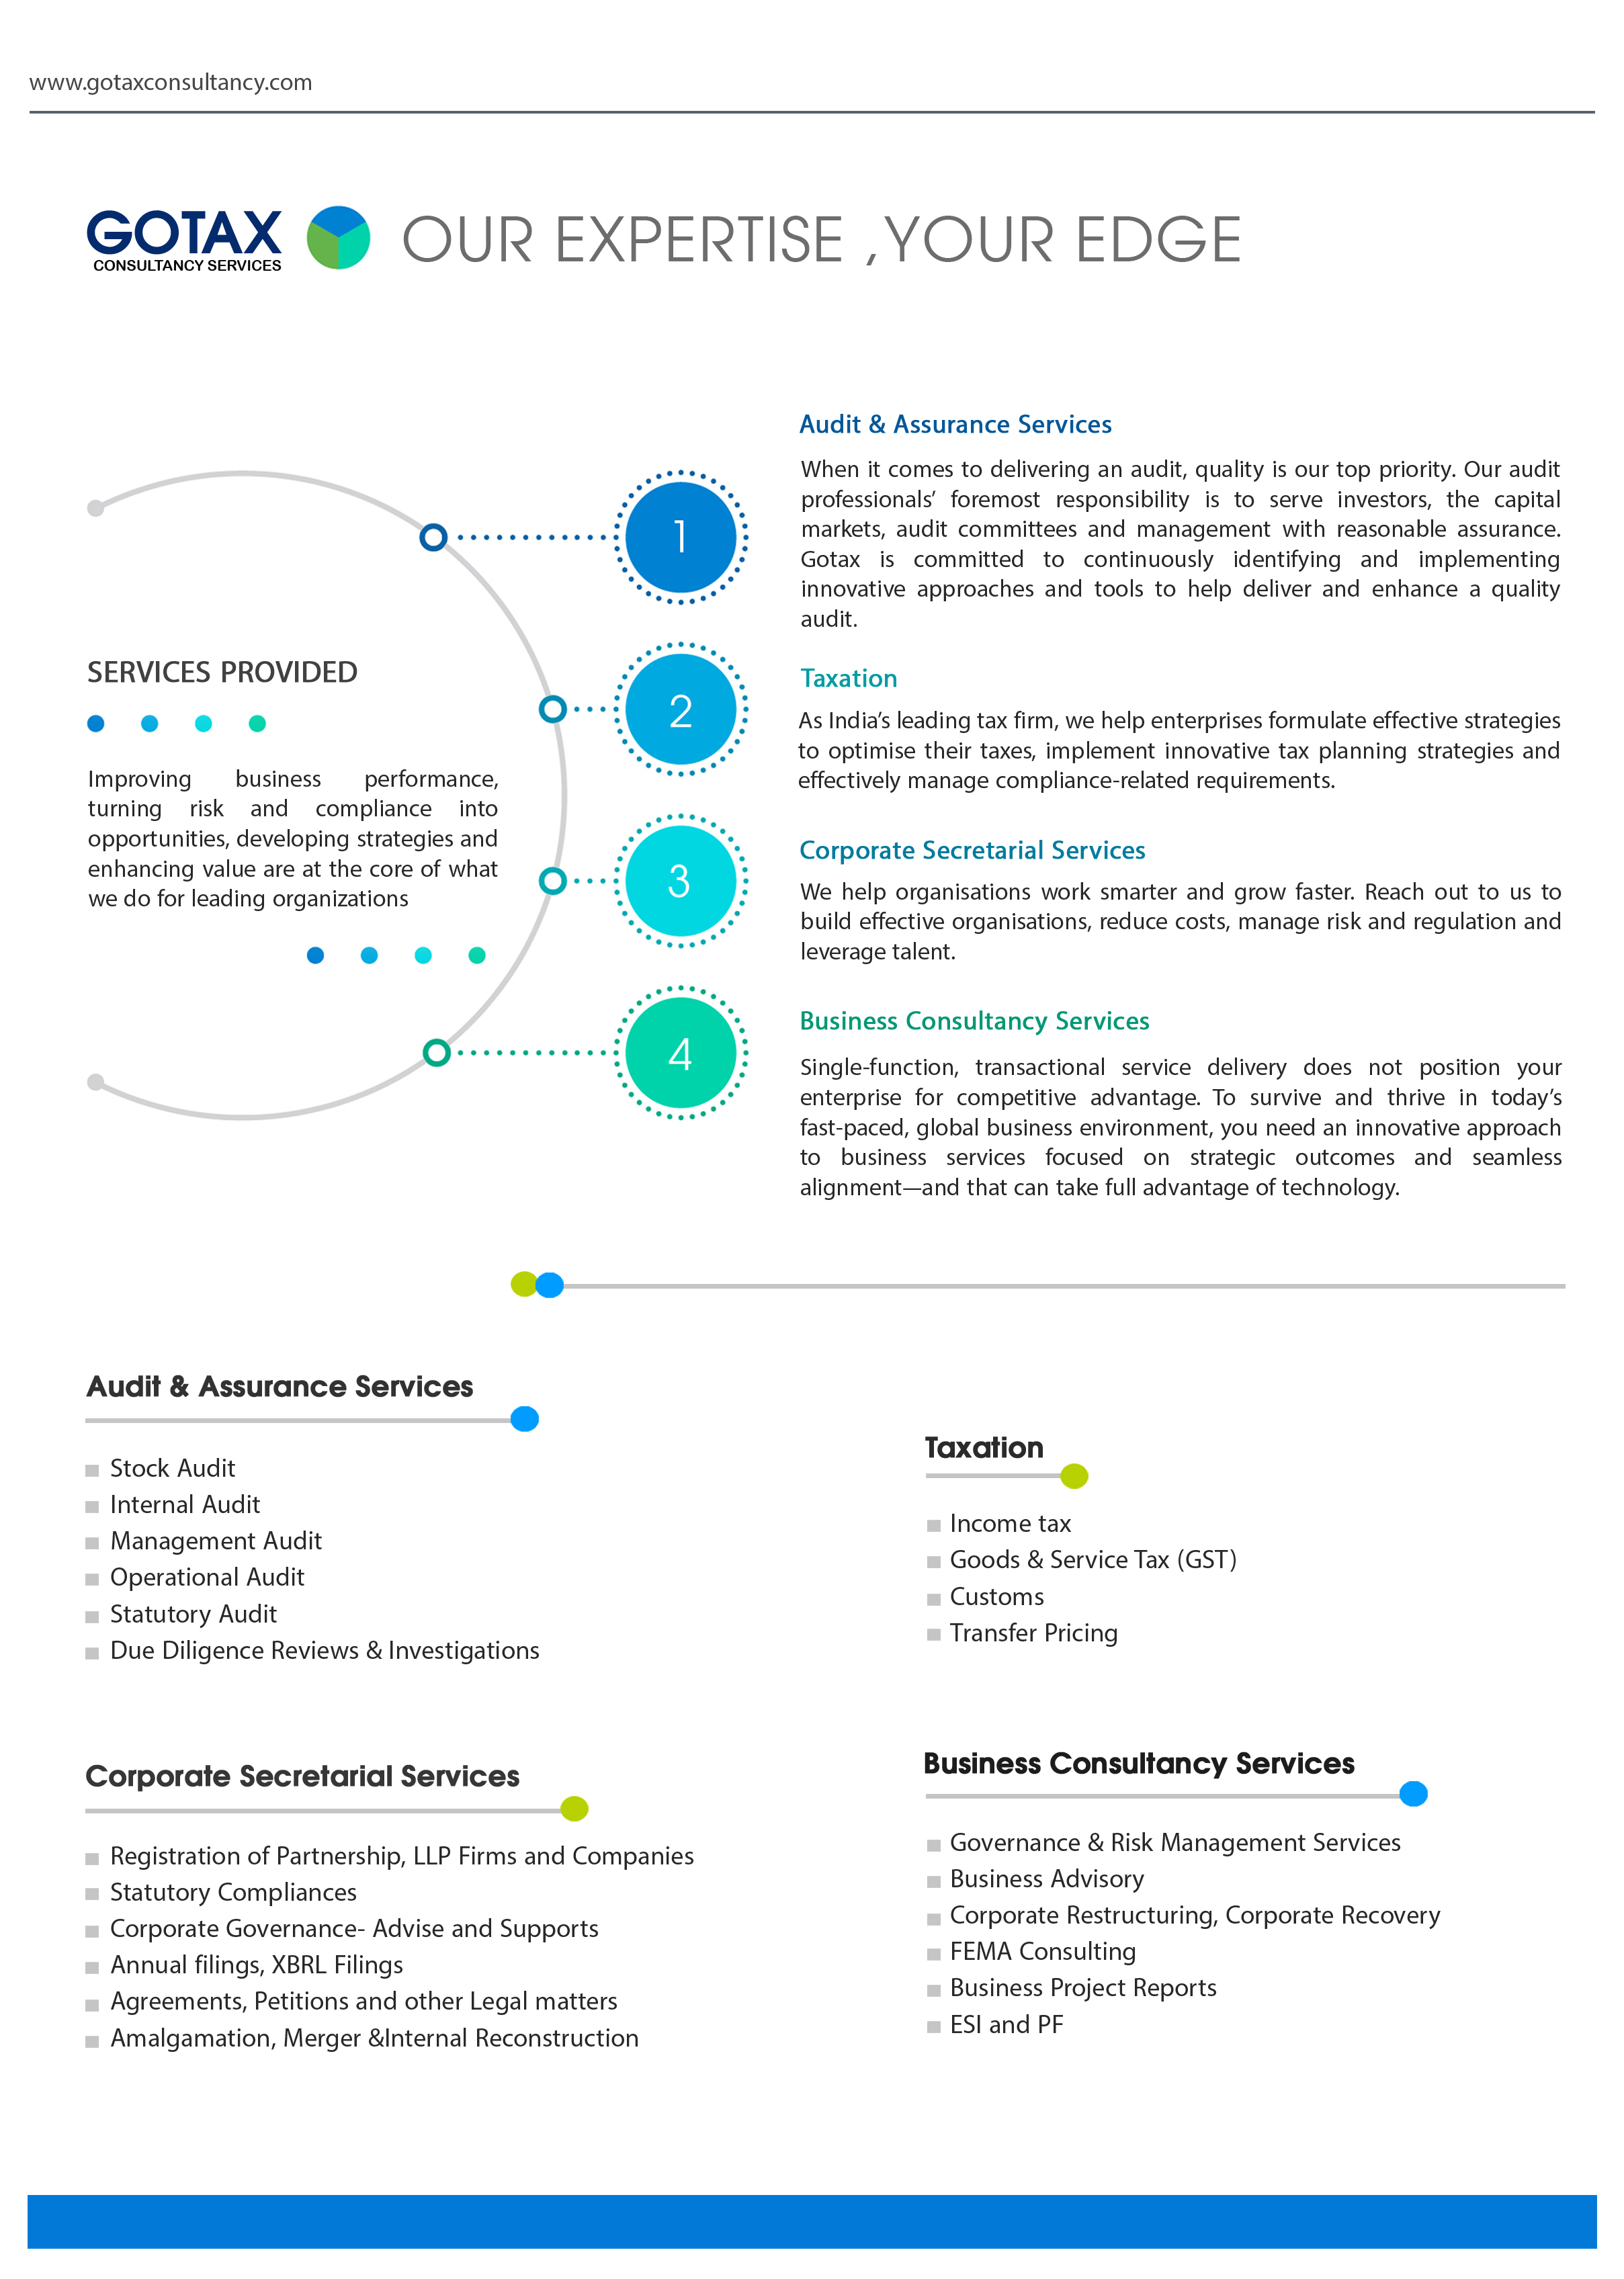 www.gotaxconsultancy.com
GOTAX
CONSULTANCY SERVICES
OUR EXPERTISE ,YOUR EDGE
SERVICES PROVIDED
Improving business performance,
turning risk and compliance into
opportunities, developing strategies and
enhancing value are at the core of what
we do for leading organizations
1
Audit & Assurance Services
When it comes to delivering an audit, quality is our top priority. Our audit
professionals’ foremost responsibility is to serve investors, the capital
markets, audit committees and management with reasonable assurance.
Gotax is committed to continuously identifying and implementing
innovative approaches and tools to help deliver and enhance a quality
audit.
2
Taxation
As India’s leading tax firm, we help enterprises formulate effective strategies
to optimise their taxes, implement innovative tax planning strategies and
effectively manage compliance-related requirements.
3
Corporate Secretarial Services
We help organisations work smarter and grow faster. Reach out to us to
build effective organisations, reduce costs, manage risk and regulation and
leverage talent.
4
Business Consultancy Services
Single-function, transactional service delivery does not position your
enterprise for competitive advantage. To survive and thrive in today’s
fast-paced, global business environment, you need an innovative approach
to business services focused on strategic outcomes and seamless
alignment—and that can take full advantage of technology.
Audit & Assurance Services
Stock Audit
Internal Audit
Management Audit
Operational Audit
Statutory Audit
Due Diligence Reviews & Investigations
Taxation
Income tax
Goods & Service Tax (GST)
Customs
Transfer Pricing
Corporate Secretarial Services
Registration of Partnership, LLP Firms and Companies
Statutory Compliances
Corporate Governance- Advise and Supports
Annual filings, XBRL Filings
Agreements, Petitions and other Legal matters
Amalgamation, Merger &Internal Reconstruction
Business Consultancy Services
Governance & Risk Management Services
Business Advisory
Corporate Restructuring, Corporate Recovery
FEMA Consulting
Business Project Reports
ESI and PF